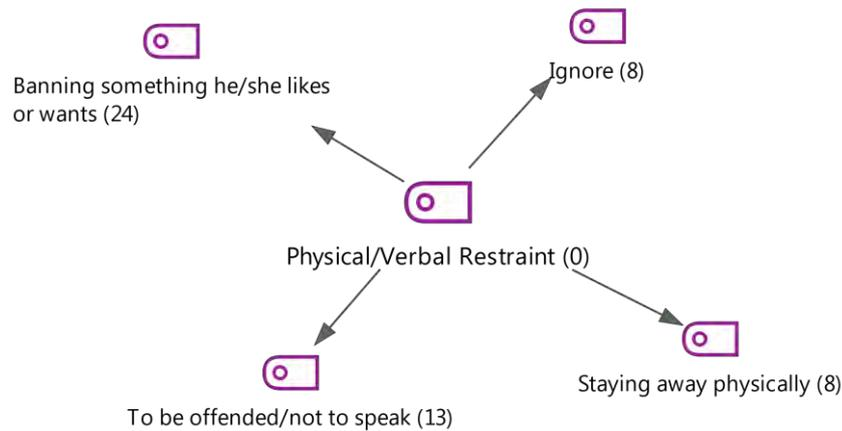 Ignore (8)
Banning something he/she likes
or wants (24)
Physical/Verbal Restraint (0)
Staying away physically (8)
To be offended/not to speak (13)